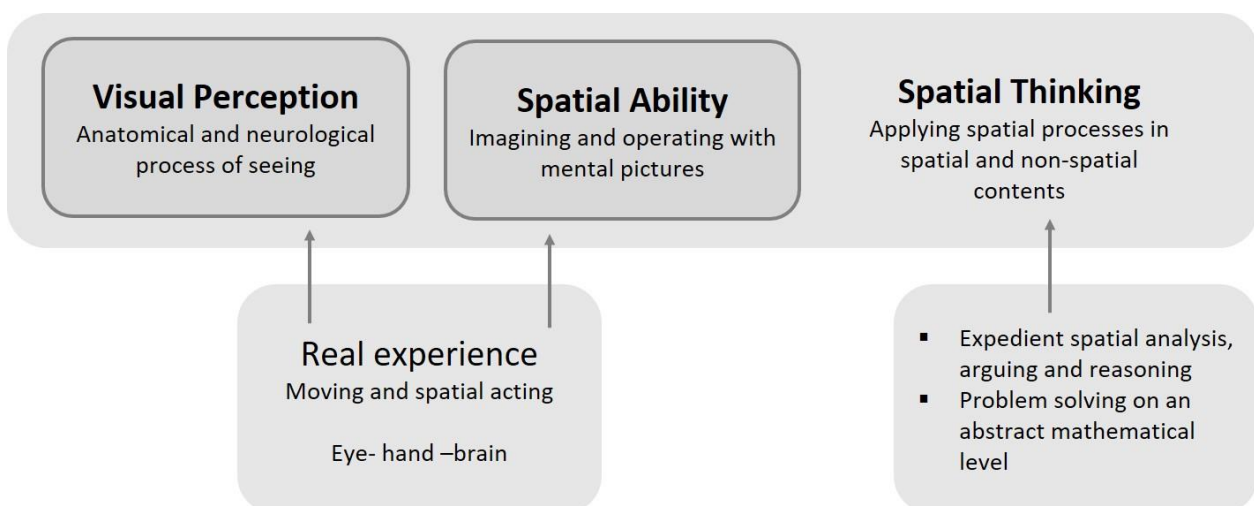 Visual Perception
Anatomical and neurological
process of seeing
Spatial Ability
Imagining and operating with
mental pictures
Spatial Thinking
Applying spatial processes in
spatial and non-spatial
contents
Real experience
Moving and spatial acting
Eye- hand –brain
▪ Expedient spatial analysis,
arguing and reasoning
▪ Problem solving on an
abstract mathematical
level